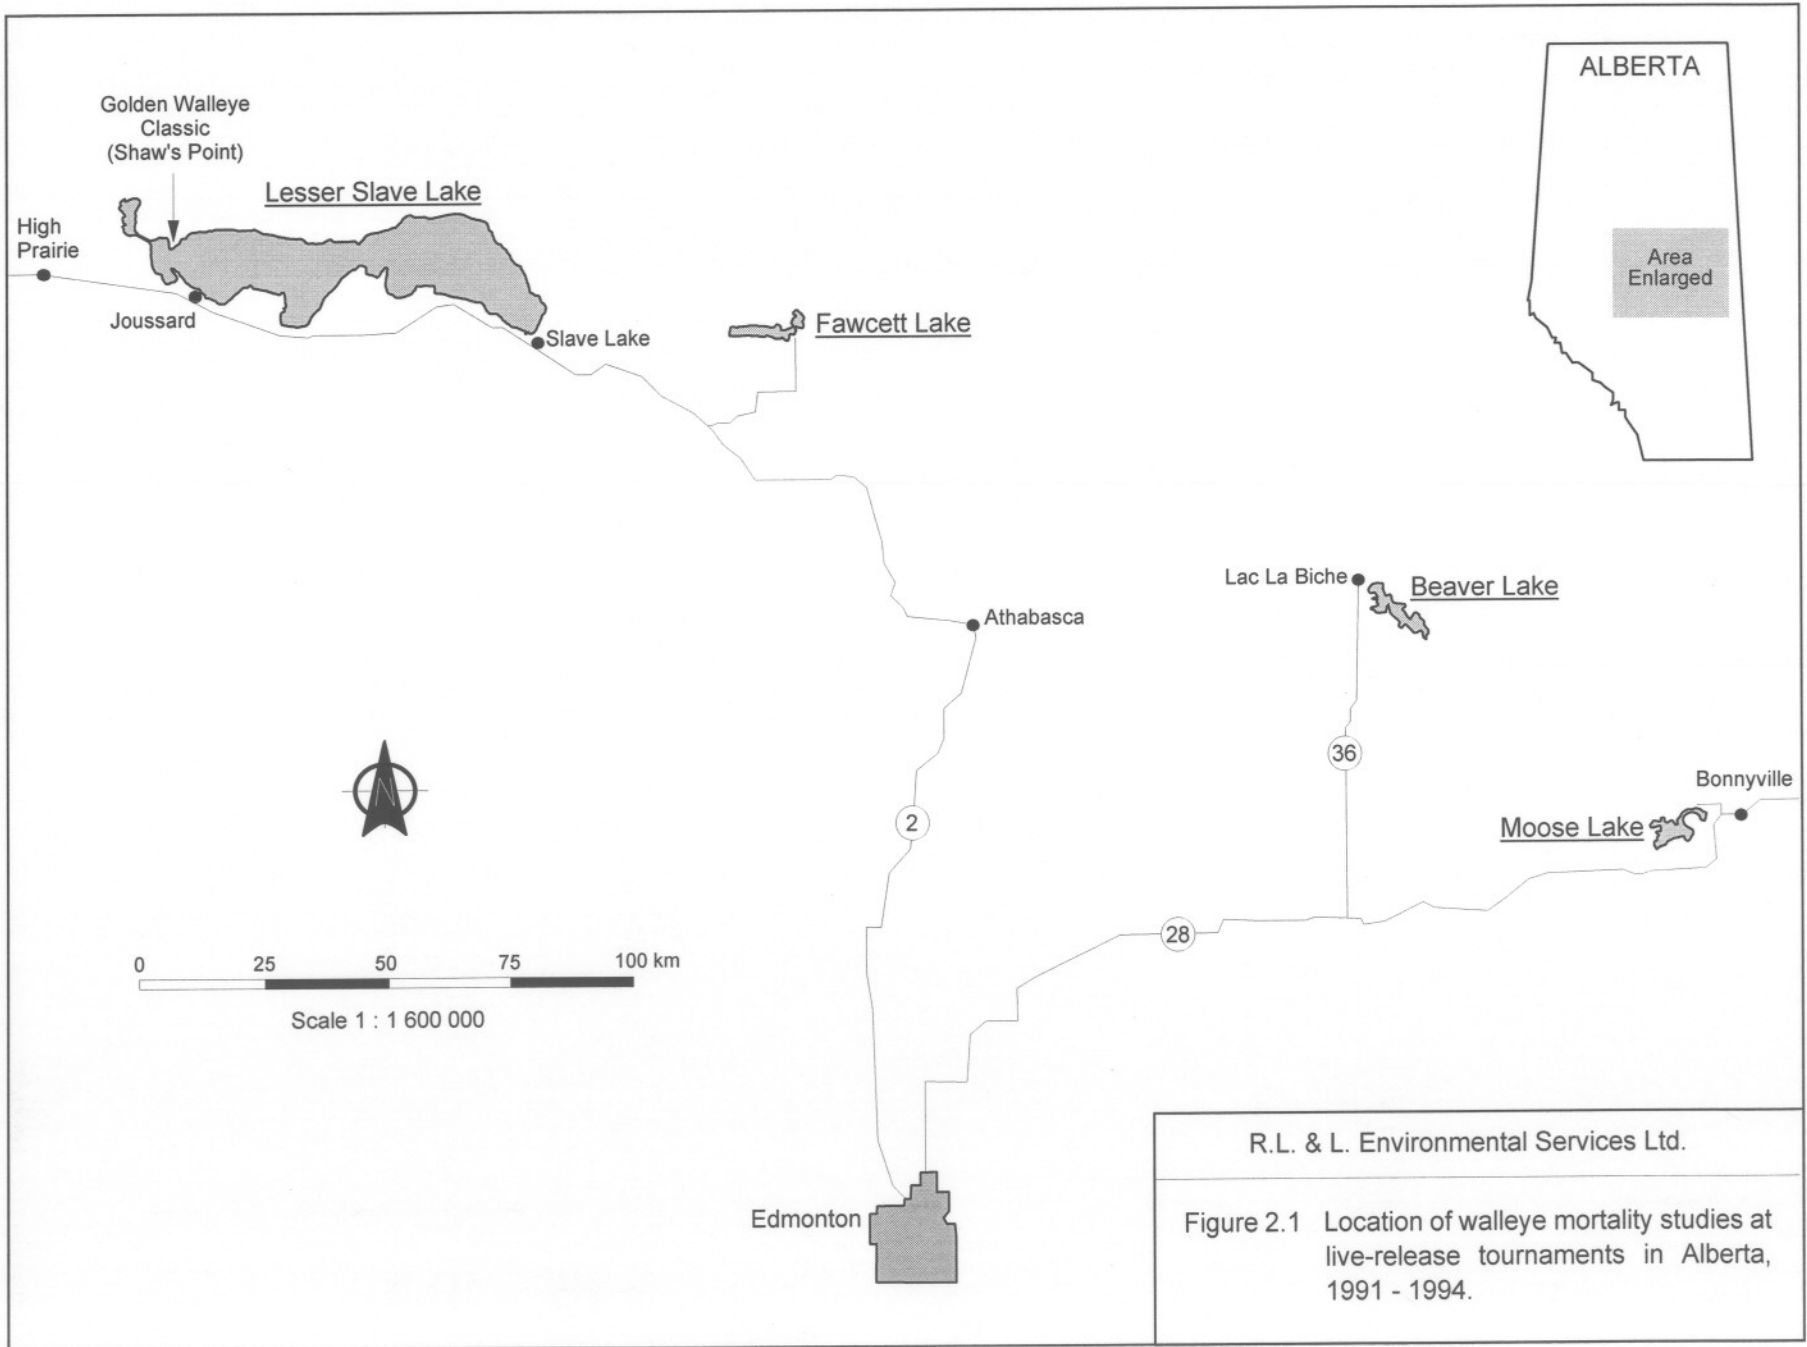 ALBERTA
Area
Enlarged
Golden Walleye
Classic
(Shaw's Point)
Lesser Slave Lake
High
Prairie
Joussard
Slave Lake
Fawcett Lake
Athabasca
Lac La Biche
Beaver Lake
36
Bonnyville
Moose Lake
2
28
N
0 25 50 75 100 km
Scale 1 : 1 600 000
Edmonton
R.L. & L. Environmental Services Ltd.
Figure 2.1 Location of walleye mortality studies at
live-release tournaments in Alberta,
1991 - 1994.